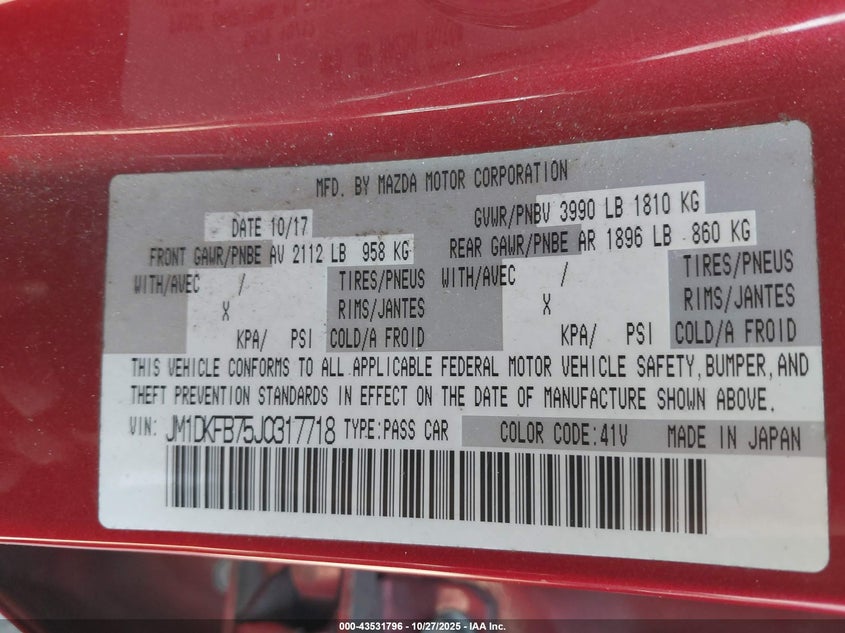 MFD. BY MAZDA MOTOR CORPORATION
DATE 10/17 GVWR/PNBV 3990 LB 1810 KG
FRONT GAWR/PNBE AV 2112 LB 958 KG REAR GAWR/PNBE AR 1896 LB 860 KG
WITH/AVEC / TIRES/PNEUS WITH/AVEC / TIRES/PNEUS
X RIMS/JANTES X RIMS/JANTES
KPA/ PSI COLD/A FROID KPA/ PSI COLD/A FROID
THIS VEHICLE CONFORMS TO ALL APPLICABLE FEDERAL MOTOR VEHICLE SAFETY, BUMPER, AND
THEFT PREVENTION STANDARDS IN EFFECT ON THE DATE OF MANUFACTURE SHOWN ABOVE.
VIN: JM1DKFB75J0317718 TYPE:PASS CAR COLOR CODE:41V MADE IN JAPAN
000-43531796 - 10/27/2025 - IAA Inc.